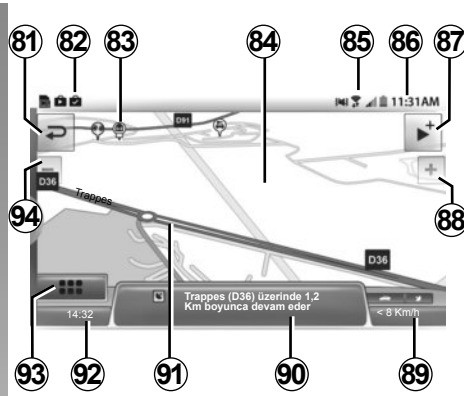 81 82 83 84 85 86 87
11:31AM
D91
94
D36
Trappes
88
D36
Trappes (D36) üzerinde 1,2
Km boyunca devam eder
14:32
< 8 Km/h
93 92 91 90 89